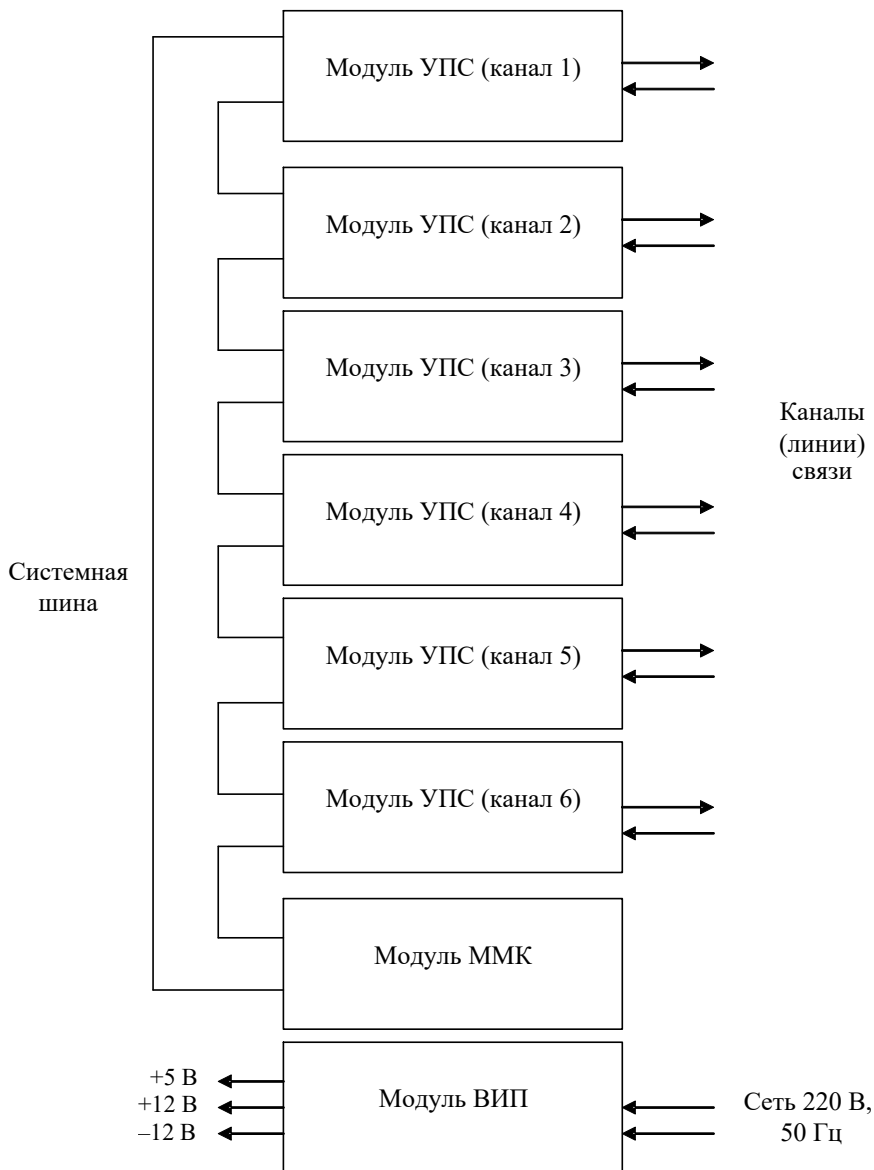 Модуль УПС (канал 1)
Модуль УПС (канал 2)
Модуль УПС (канал 3)
Каналы
(линии)
связи
Модуль УПС (канал 4)
Системная
шина
Модуль УПС (канал 5)
Модуль УПС (канал 6)
Модуль ММК
+5 В
+12 В
–12 В
Модуль ВИП
Сеть 220 В,
50 Гц